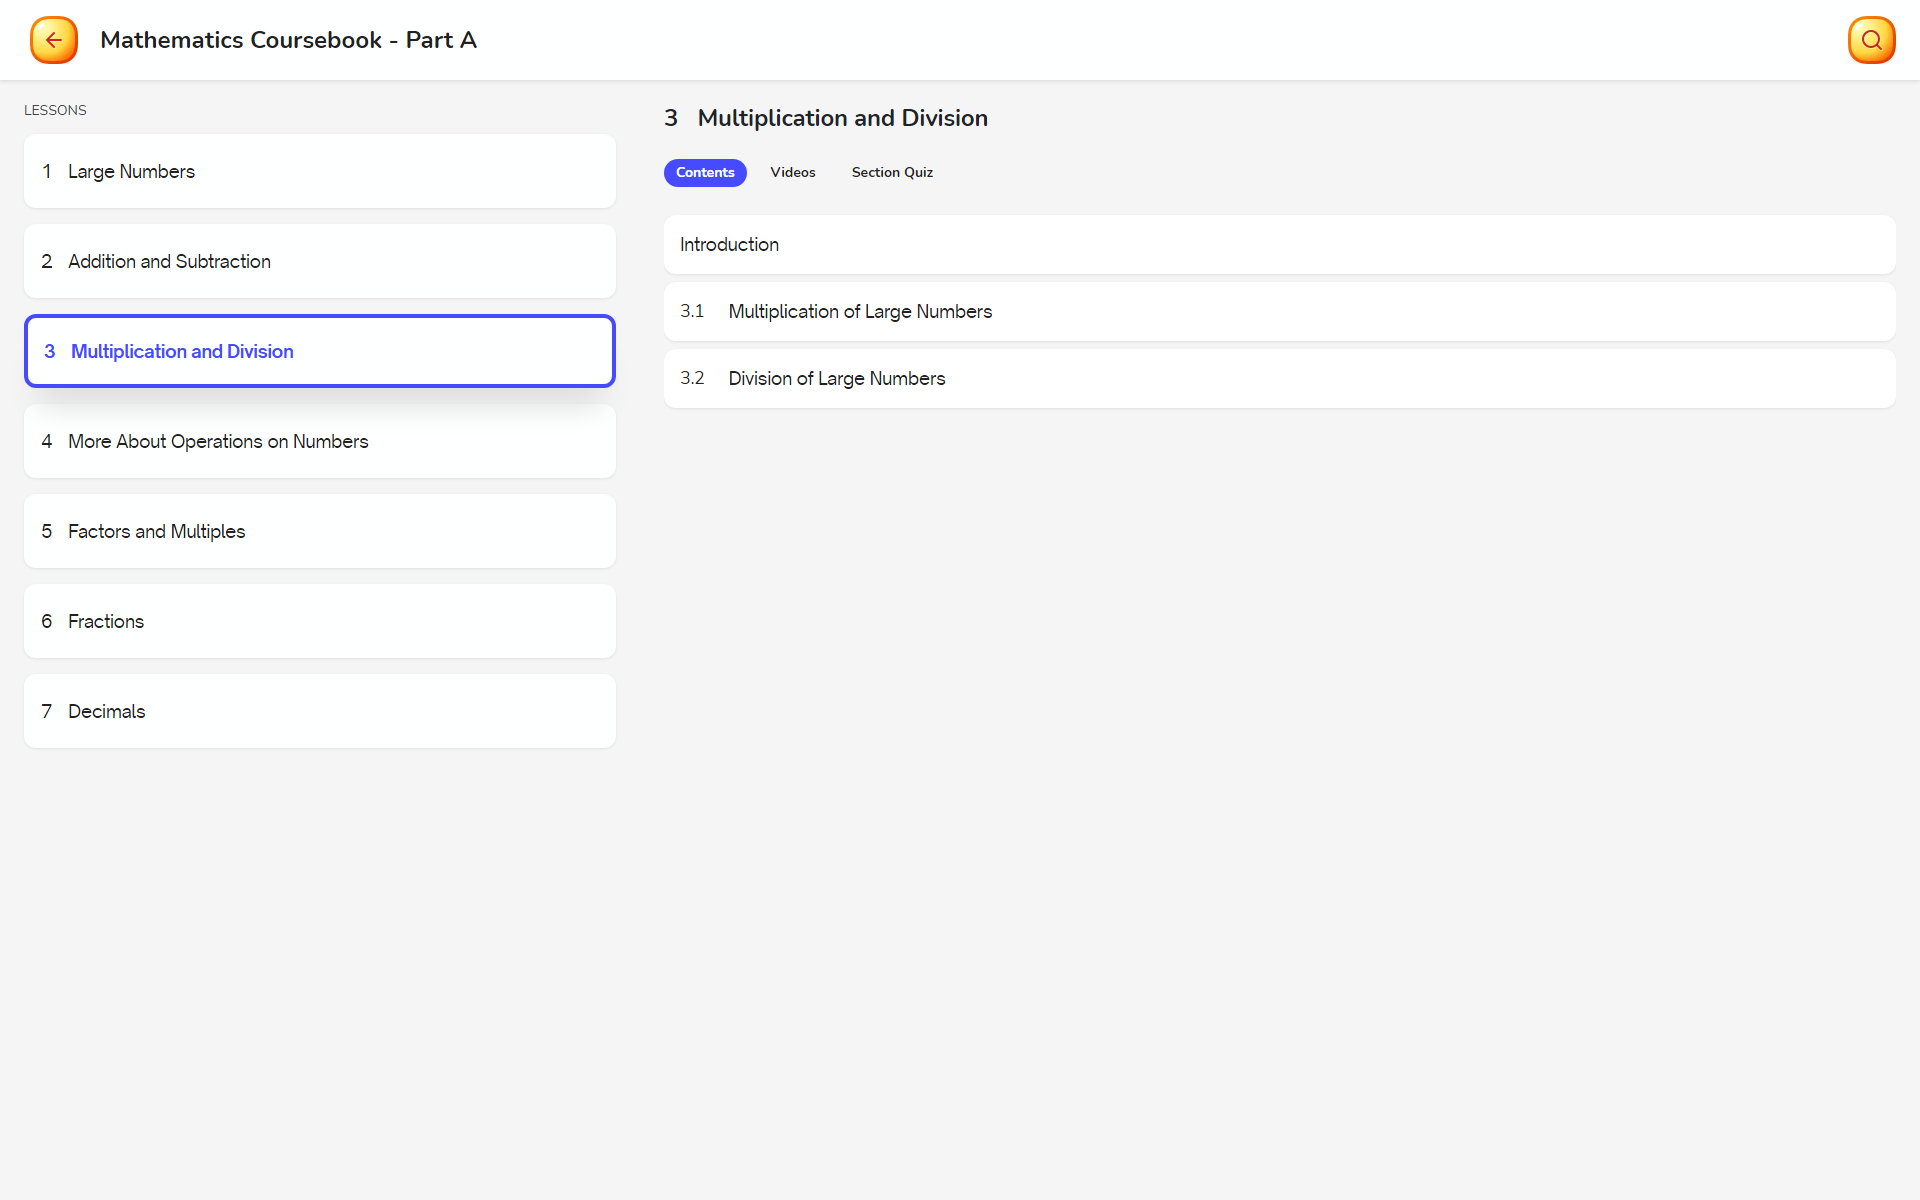 Mathematics Coursebook - Part A
LESSONS
1 Large Numbers
2 Addition and Subtraction
3 Multiplication and Division
4 More About Operations on Numbers
5 Factors and Multiples
6 Fractions
7 Decimals
3 Multiplication and Division
Contents Videos Section Quiz
Introduction
3.1 Multiplication of Large Numbers
3.2 Division of Large Numbers